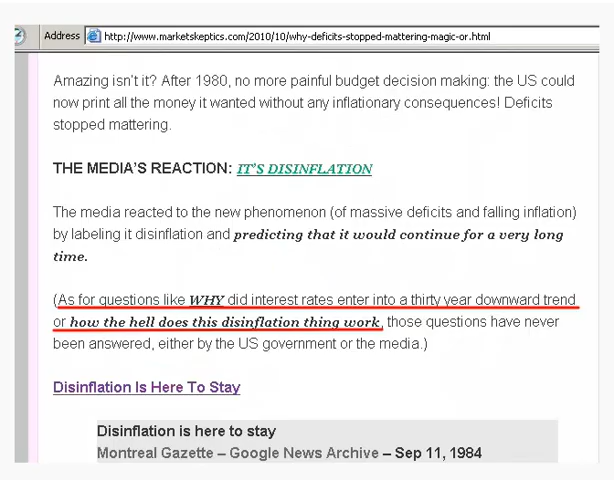 Address http://www.marketskeptics.com/2010/10/why-deficits-stopped-mattering-magic-or.html
Amazing isn't it? After 1980, no more painful budget decision making: the US could
now print all the money it wanted without any inflationary consequences! Deficits
stopped mattering.
THE MEDIA'S REACTION: IT'S DISINFLATION
The media reacted to the new phenomenon (of massive deficits and falling inflation)
by labeling it disinflation and predicting that it would continue for a very long
time.
(As for questions like WHY did interest rates enter into a thirty year downward trend
or how the hell does this disinflation thing work, those questions have never
been answered, either by the US government or the media.)
Disinflation Is Here To Stay
Disinflation is here to stay
Montreal Gazette – Google News Archive – Sep 11, 1984